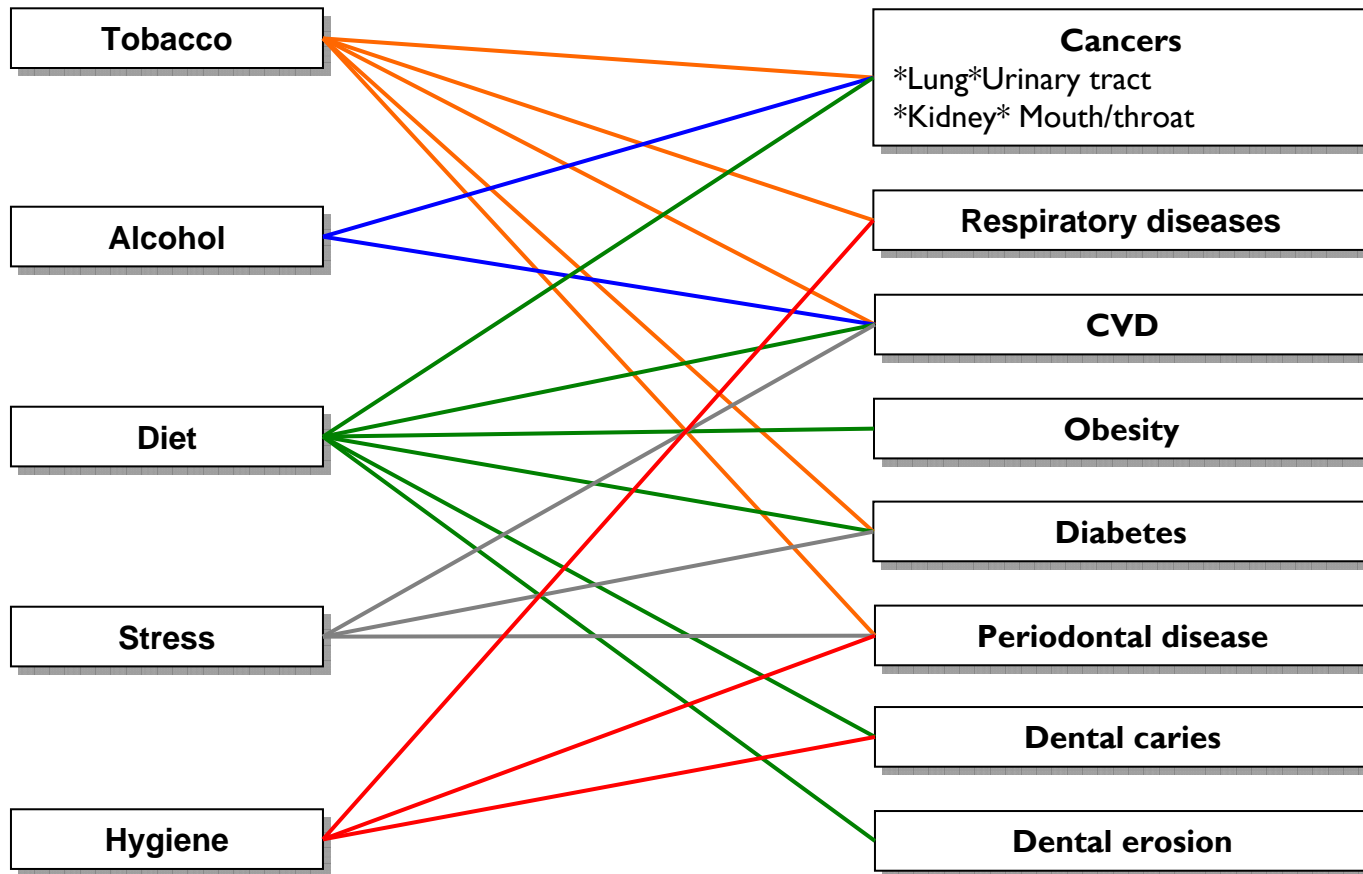 Tobacco
Alcohol
Diet
Stress
Hygiene
Cancers
*Lung*Urinary tract
*Kidney* Mouth/throat
Respiratory diseases
CVD
Obesity
Diabetes
Periodontal disease
Dental caries
Dental erosion